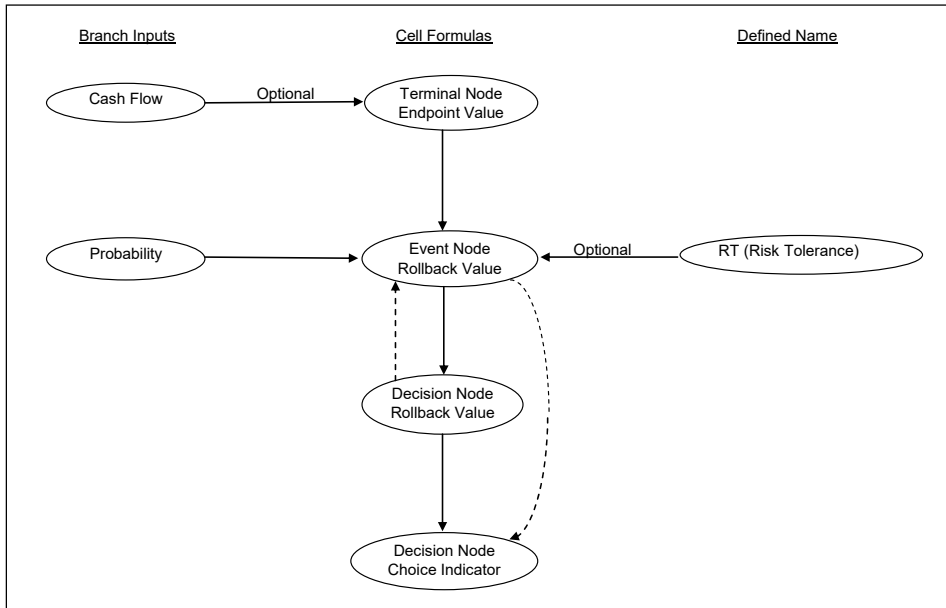 Branch Inputs
Cell Formulas
Defined Name
Cash Flow
Optional
Terminal Node
Endpoint Value
Probability
Event Node
Rollback Value
Optional
RT (Risk Tolerance)
Decision Node
Rollback Value
Decision Node
Choice Indicator